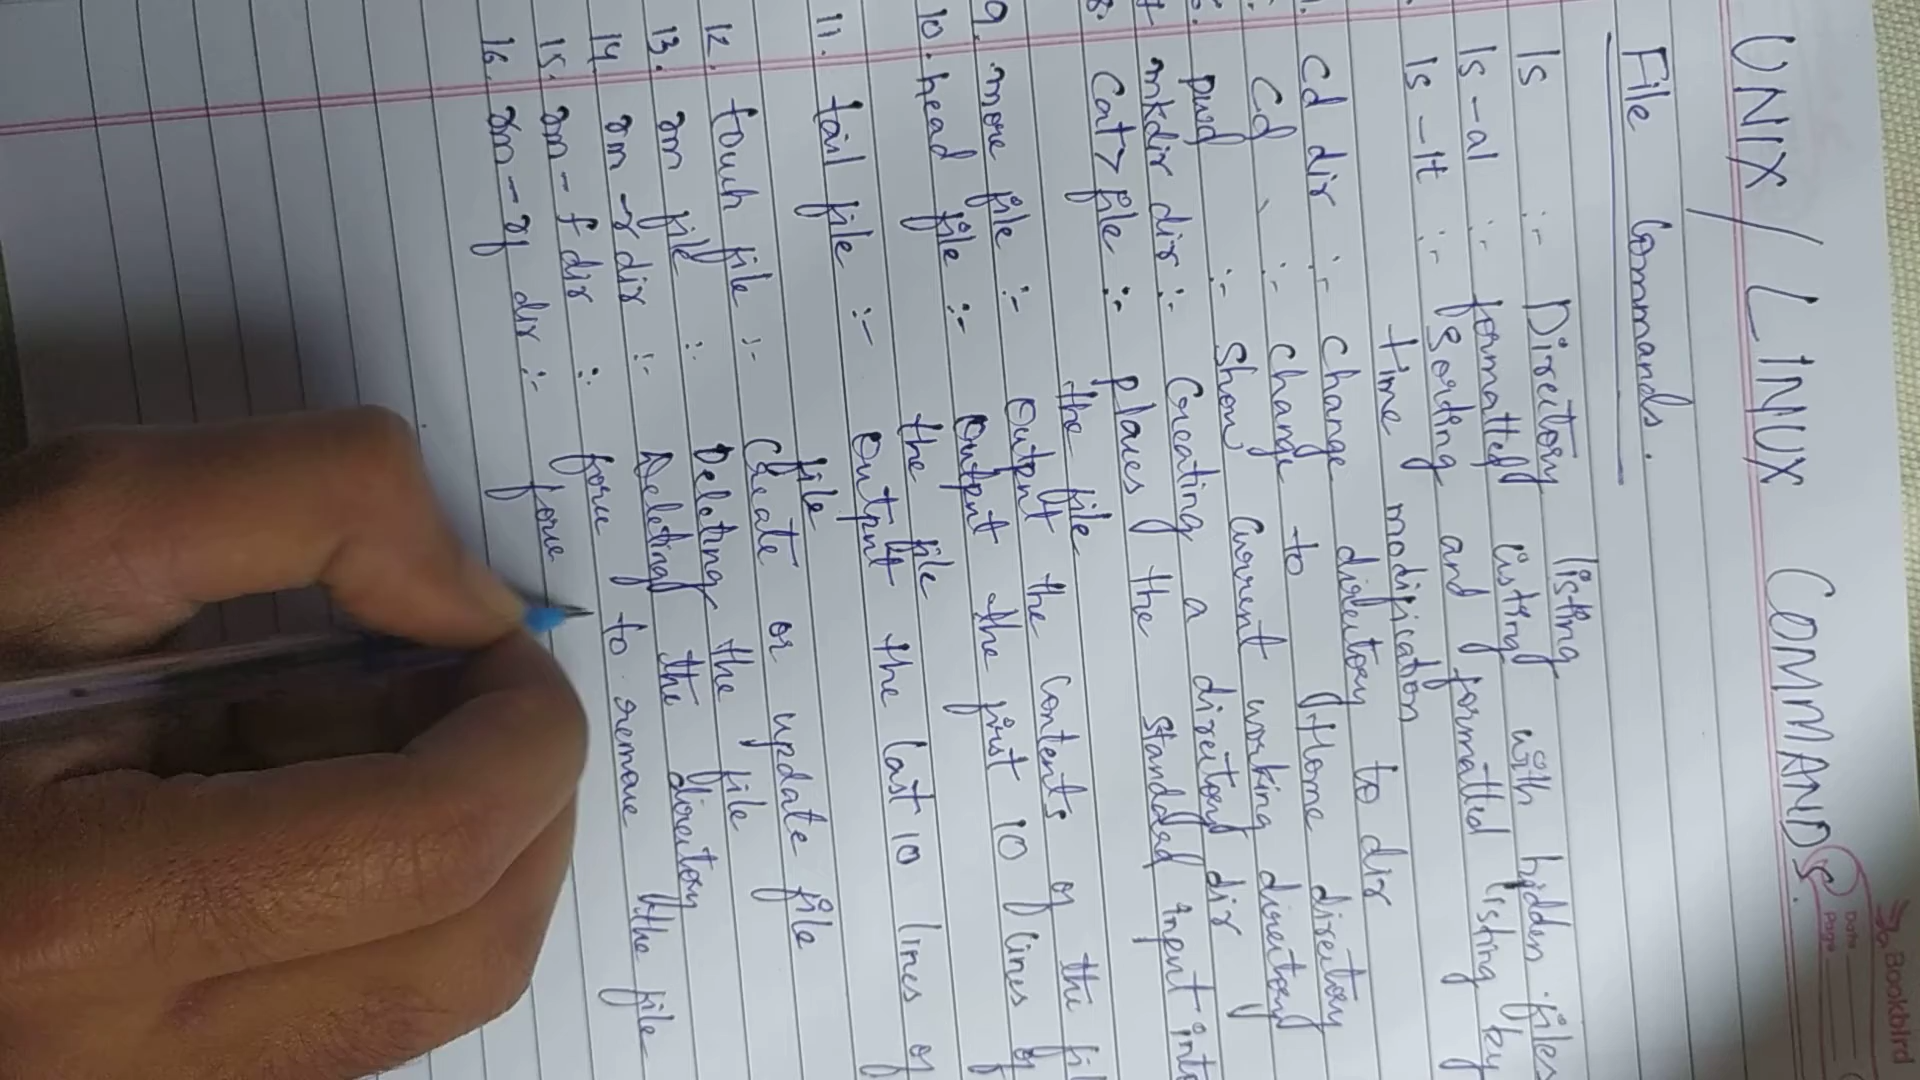 Bookbird
Date
Page
UNIX / LINUX COMMANDS.
File Commands.
ls :- Directory listing
ls -al :- formatted listing with hidden files
ls -lt :- Sorting and formatted listing by
time modification
cd dir :- change directory to dir
cd :- change to Home directory
pwd :- Show current working directory
7 mkdir dir :- Creating a directory dir
8. Cat> file :- places the standard input into
the file
9. more file :- Output the contents of the
10. head file :- Output the first 10 lines of
the file
11. tail file :- Output the last 10 lines of
file
12. touch file :- Create or update file
13. rm file :- Deleting the file
14. rm -r dir :- Deleting the directory
15. rm -f dir : force to remove the file
16. rm -rf dir :- force